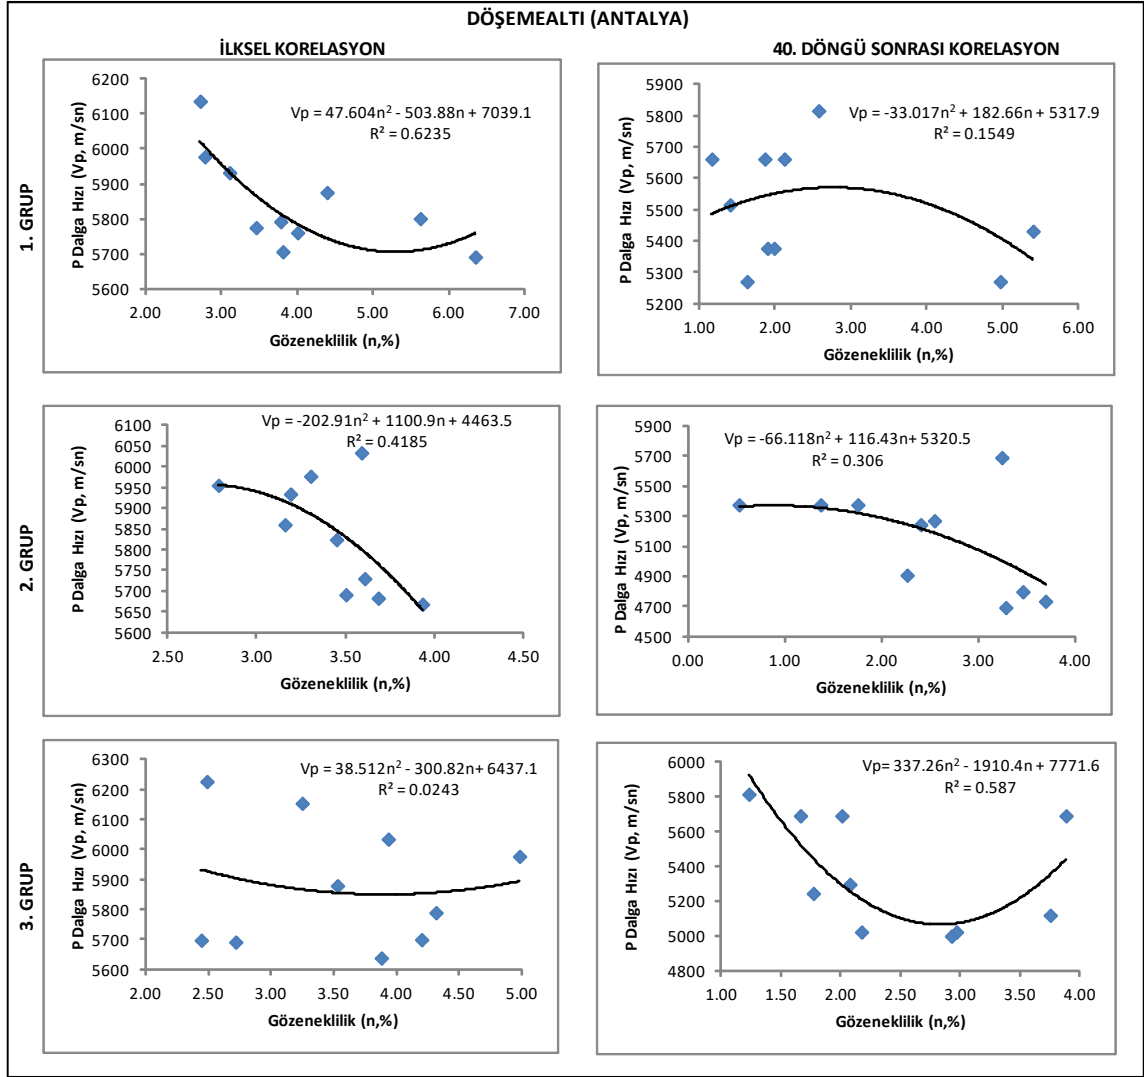 DÖŞEMEALTI (ANTALYA)
İLKSEL KORELASYON
40. DÖNGÜ SONRASI KORELASYON
1. GRUP
P Dalga Hızı (Vp, m/sn)
6200
6100
6000
5900
5800
5700
5600
Vp = 47.604n² - 503.88n + 7039.1
R² = 0.6235
2.00 3.00 4.00 5.00 6.00 7.00
Gözeneklilik (n,%)
P Dalga Hızı (Vp, m/sn)
5900
5800
5700
5600
5500
5400
5300
5200
Vp = -33.017n² + 182.66n + 5317.9
R² = 0.1549
1.00 2.00 3.00 4.00 5.00 6.00
Gözeneklilik (n,%)
2. GRUP
P Dalga Hızı (Vp, m/sn)
6100
6050
6000
5950
5900
5850
5800
5750
5700
5650
5600
Vp = -202.91n² + 1100.9n + 4463.5
R² = 0.4185
2.50 3.00 3.50 4.00 4.50
Gözeneklilik (n,%)
P Dalga Hızı (Vp, m/sn)
5900
5700
5500
5300
5100
4900
4700
4500
Vp = -66.118n² + 116.43n+ 5320.5
R² = 0.306
0.00 1.00 2.00 3.00 4.00
Gözeneklilik (n,%)
3. GRUP
P Dalga Hızı (Vp, m/sn)
6300
6200
6100
6000
5900
5800
5700
5600
Vp = 38.512n² - 300.82n+ 6437.1
R² = 0.0243
2.00 2.50 3.00 3.50 4.00 4.50 5.00
Gözeneklilik (n,%)
P Dalga Hızı (Vp, m/sn)
6000
5800
5600
5400
5200
5000
4800
Vp= 337.26n² - 1910.4n + 7771.6
R² = 0.587
1.00 1.50 2.00 2.50 3.00 3.50 4.00
Gözeneklilik (n,%)